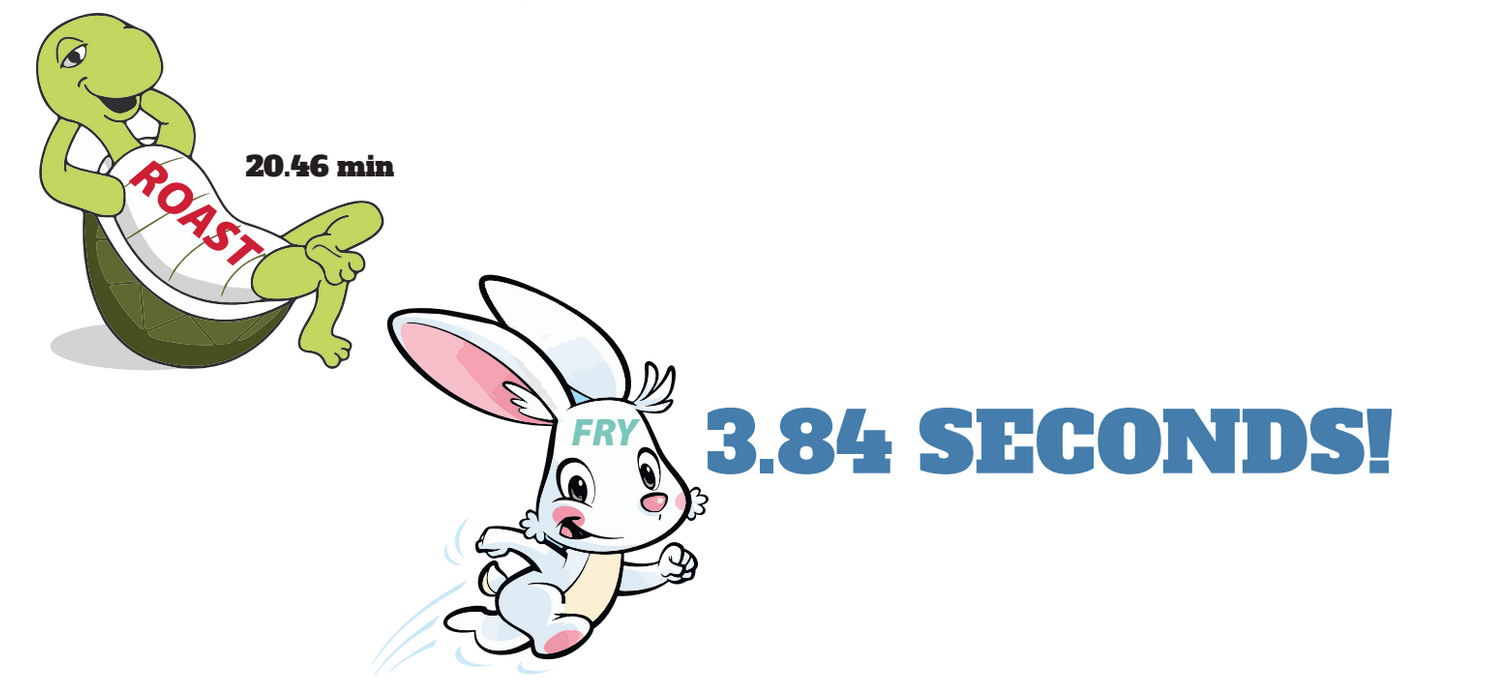 ROAST
20.46 min
FRY
3.84 SECONDS!